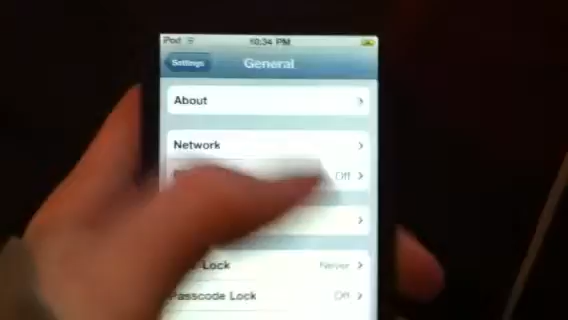 iPod 10:34 PM
Settings General
About
Network
Off
Lock Never
Passcode Lock Off